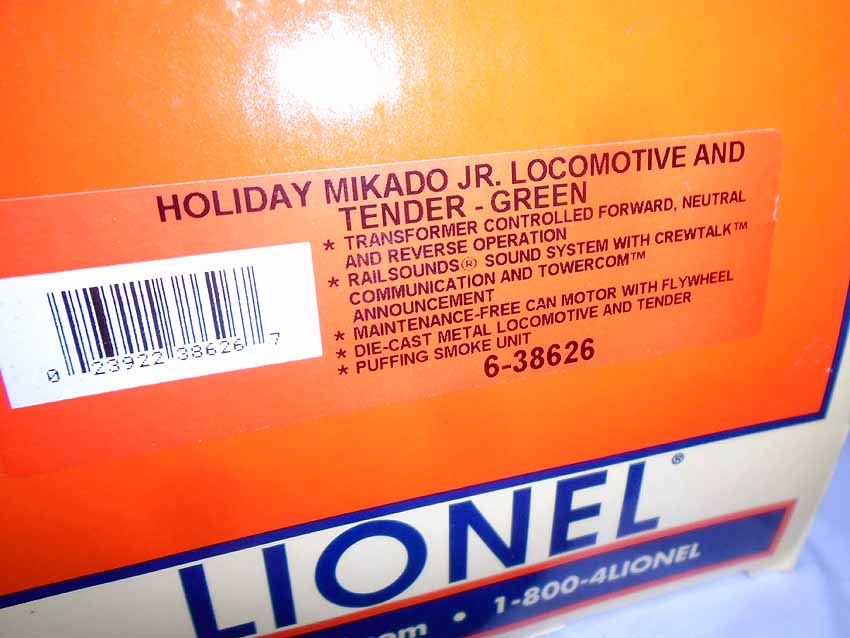 HOLIDAY MIKADO JR. LOCOMOTIVE AND
TENDER - GREEN
* TRANSFORMER CONTROLLED FORWARD, NEUTRAL
AND REVERSE OPERATION
* RAILSOUNDS® SOUND SYSTEM WITH CREWTALK™
COMMUNICATION AND TOWERCOM™
ANNOUNCEMENT
* MAINTENANCE-FREE CAN MOTOR WITH FLYWHEEL
* DIE-CAST METAL LOCOMOTIVE AND TENDER
* PUFFING SMOKE UNIT
6-38626
0 23922 38626 7
LIONEL®
• 1-800-4LIONEL